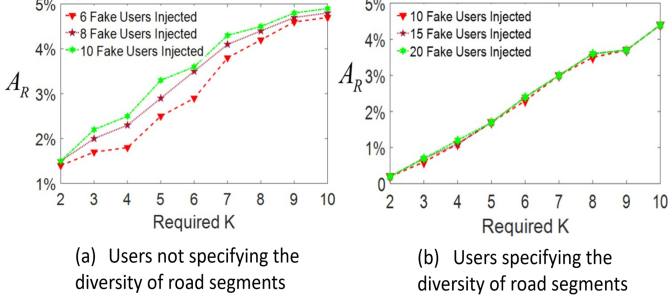 5%
4%
3%
2%
1%
A_R
6 Fake Users Injected
8 Fake Users Injected
10 Fake Users Injected
2 3 4 5 6 7 8 9 10
Required K
(a) Users not specifying the
diversity of road segments
5%
4%
3%
2%
1%
0
A_R
10 Fake Users Injected
15 Fake Users Injected
20 Fake Users Injected
2 3 4 5 6 7 8 9 10
Required K
(b) Users specifying the
diversity of road segments